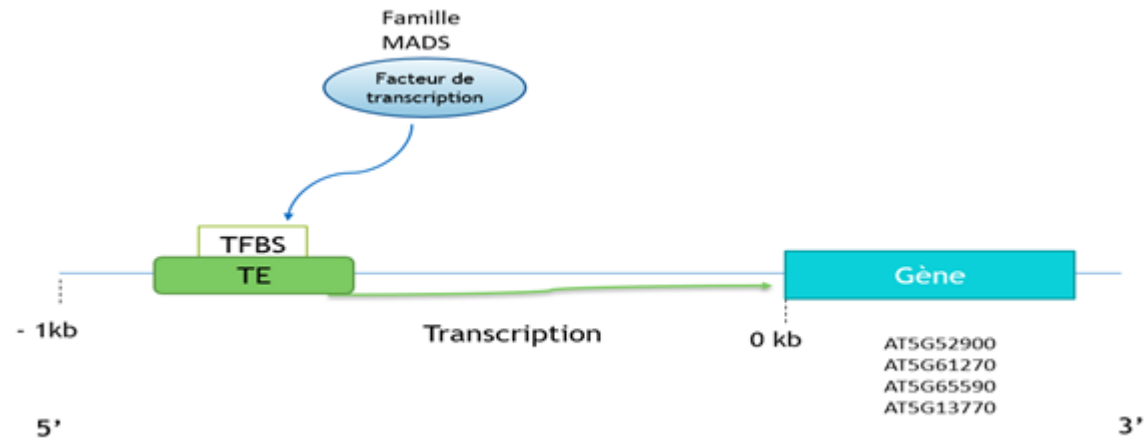 Famille
MADS
Facteur de
transcription
TFBS
TE
Gène
- 1kb
Transcription
0 kb
AT5G52900
AT5G61270
AT5G65590
AT5G13770
5’
3’